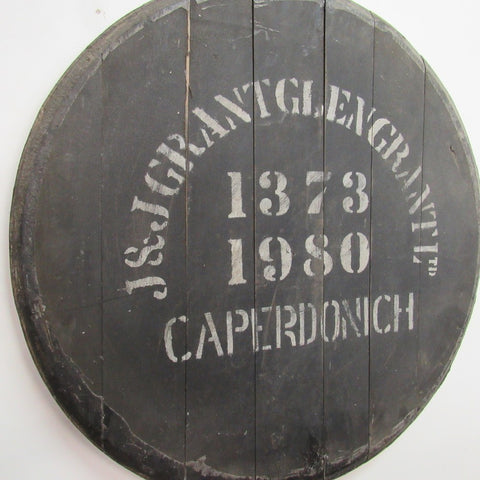 J & J GRANT GLEN GRANT LTD
1373
1980
CAPERDONICH